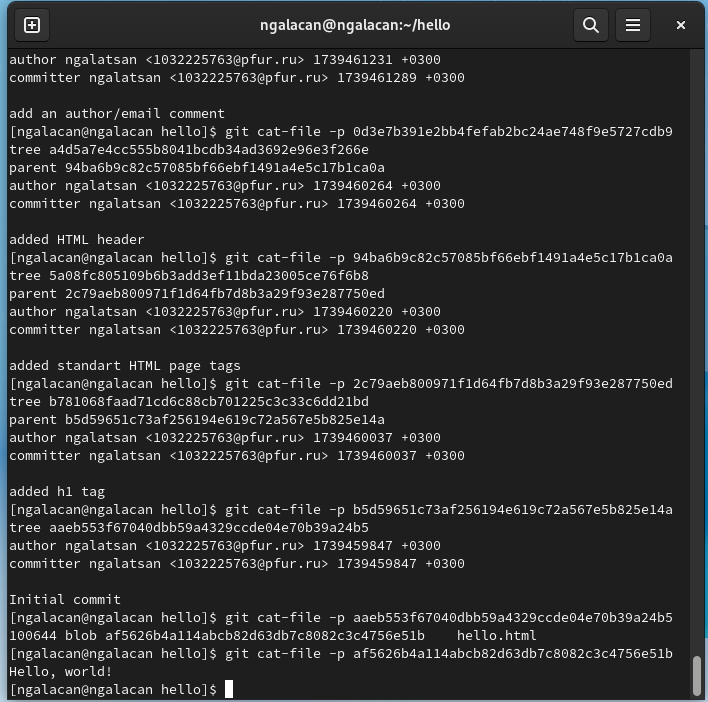 ngalacan@ngalacan:~/hello
author ngalatsan <1032225763@pfur.ru> 1739461231 +0300
committer ngalatsan <1032225763@pfur.ru> 1739461289 +0300
add an author/email comment
[ngalacan@ngalacan hello]$ git cat-file -p 0d3e7b391e2bb4fefab2bc24ae748f9e5727cdb9
tree a4d5a7e4cc555b8041bcdb34ad3692e96e3f266e
parent 94ba6b9c82c57085bf66ebf1491a4e5c17b1ca0a
author ngalatsan <1032225763@pfur.ru> 1739460264 +0300
committer ngalatsan <1032225763@pfur.ru> 1739460264 +0300
added HTML header
[ngalacan@ngalacan hello]$ git cat-file -p 94ba6b9c82c57085bf66ebf1491a4e5c17b1ca0a
tree 5a08fc805109b6b3add3ef11bda23005ce76f6b8
parent 2c79aeb800971f1d64fb7d8b3a29f93e287750ed
author ngalatsan <1032225763@pfur.ru> 1739460220 +0300
committer ngalatsan <1032225763@pfur.ru> 1739460220 +0300
added standart HTML page tags
[ngalacan@ngalacan hello]$ git cat-file -p 2c79aeb800971f1d64fb7d8b3a29f93e287750ed
tree b781068faad71cd6c88cb701225c3c33c6dd21bd
parent b5d59651c73af256194e619c72a567e5b825e14a
author ngalatsan <1032225763@pfur.ru> 1739460037 +0300
committer ngalatsan <1032225763@pfur.ru> 1739460037 +0300
added h1 tag
[ngalacan@ngalacan hello]$ git cat-file -p b5d59651c73af256194e619c72a567e5b825e14a
tree aaeb553f67040dbb59a4329ccde04e70b39a24b5
author ngalatsan <1032225763@pfur.ru> 1739459847 +0300
committer ngalatsan <1032225763@pfur.ru> 1739459847 +0300
Initial commit
[ngalacan@ngalacan hello]$ git cat-file -p aaeb553f67040dbb59a4329ccde04e70b39a24b5
100644 blob af5626b4a114abcb82d63db7c8082c3c4756e51b    hello.html
[ngalacan@ngalacan hello]$ git cat-file -p af5626b4a114abcb82d63db7c8082c3c4756e51b
Hello, world!
[ngalacan@ngalacan hello]$